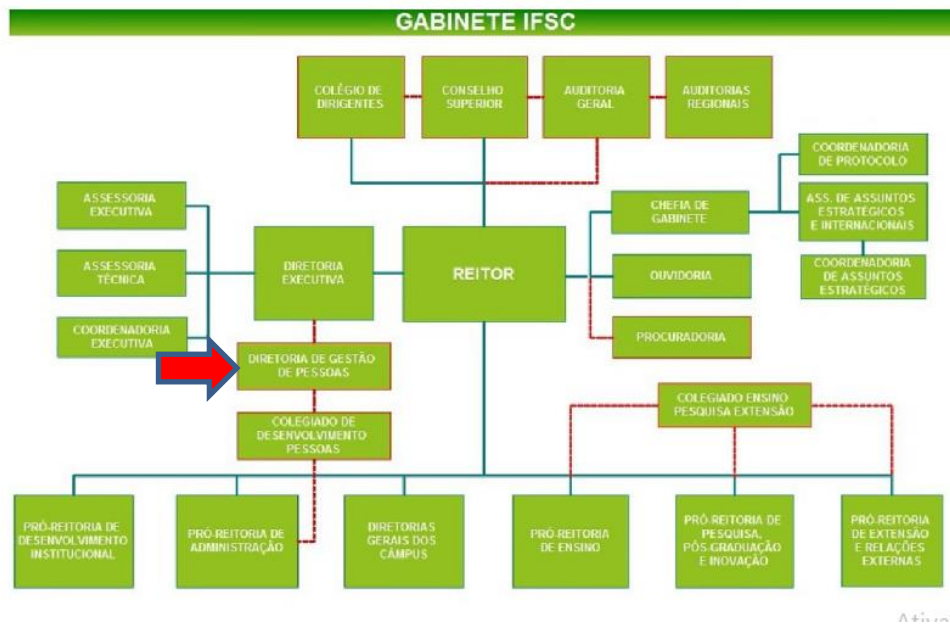 GABINETE IFSC
COLÉGIO DE
DIRIGENTES
CONSELHO
SUPERIOR
AUDITORIA
GERAL
AUDITORIAS
REGIONAIS
COORDENADORIA
DE PROTOCOLO
ASSESSORIA
EXECUTIVA
CHEFIA DE
GABINETE
ASS. DE ASSUNTOS
ESTRATÉGICOS
E INTERNACIONAIS
ASSESSORIA
TÉCNICA
DIRETORIA
EXECUTIVA
REITOR
OUVIDORIA
COORDENADORIA
DE ASSUNTOS
ESTRATÉGICOS
COORDENADORIA
EXECUTIVA
PROCURADORIA
DIRETORIA DE GESTÃO
DE PESSOAS
COLEGIADO ENSINO
PESQUISA EXTENSÃO
COLEGIADO DE
DESENVOLVIMENTO
PESSOAS
PRÓ-REITORIA DE
DESENVOLVIMENTO
INSTITUCIONAL
PRÓ-REITORIA DE
ADMINISTRAÇÃO
DIRETORIAS
GERAIS DOS
CÂMPUS
PRÓ-REITORIA
DE ENSINO
PRÓ-REITORIA DE
PESQUISA,
PÓS-GRADUAÇÃO
E INOVAÇÃO
PRÓ-REITORIA
DE EXTENSÃO
E RELAÇÕES
EXTERNAS